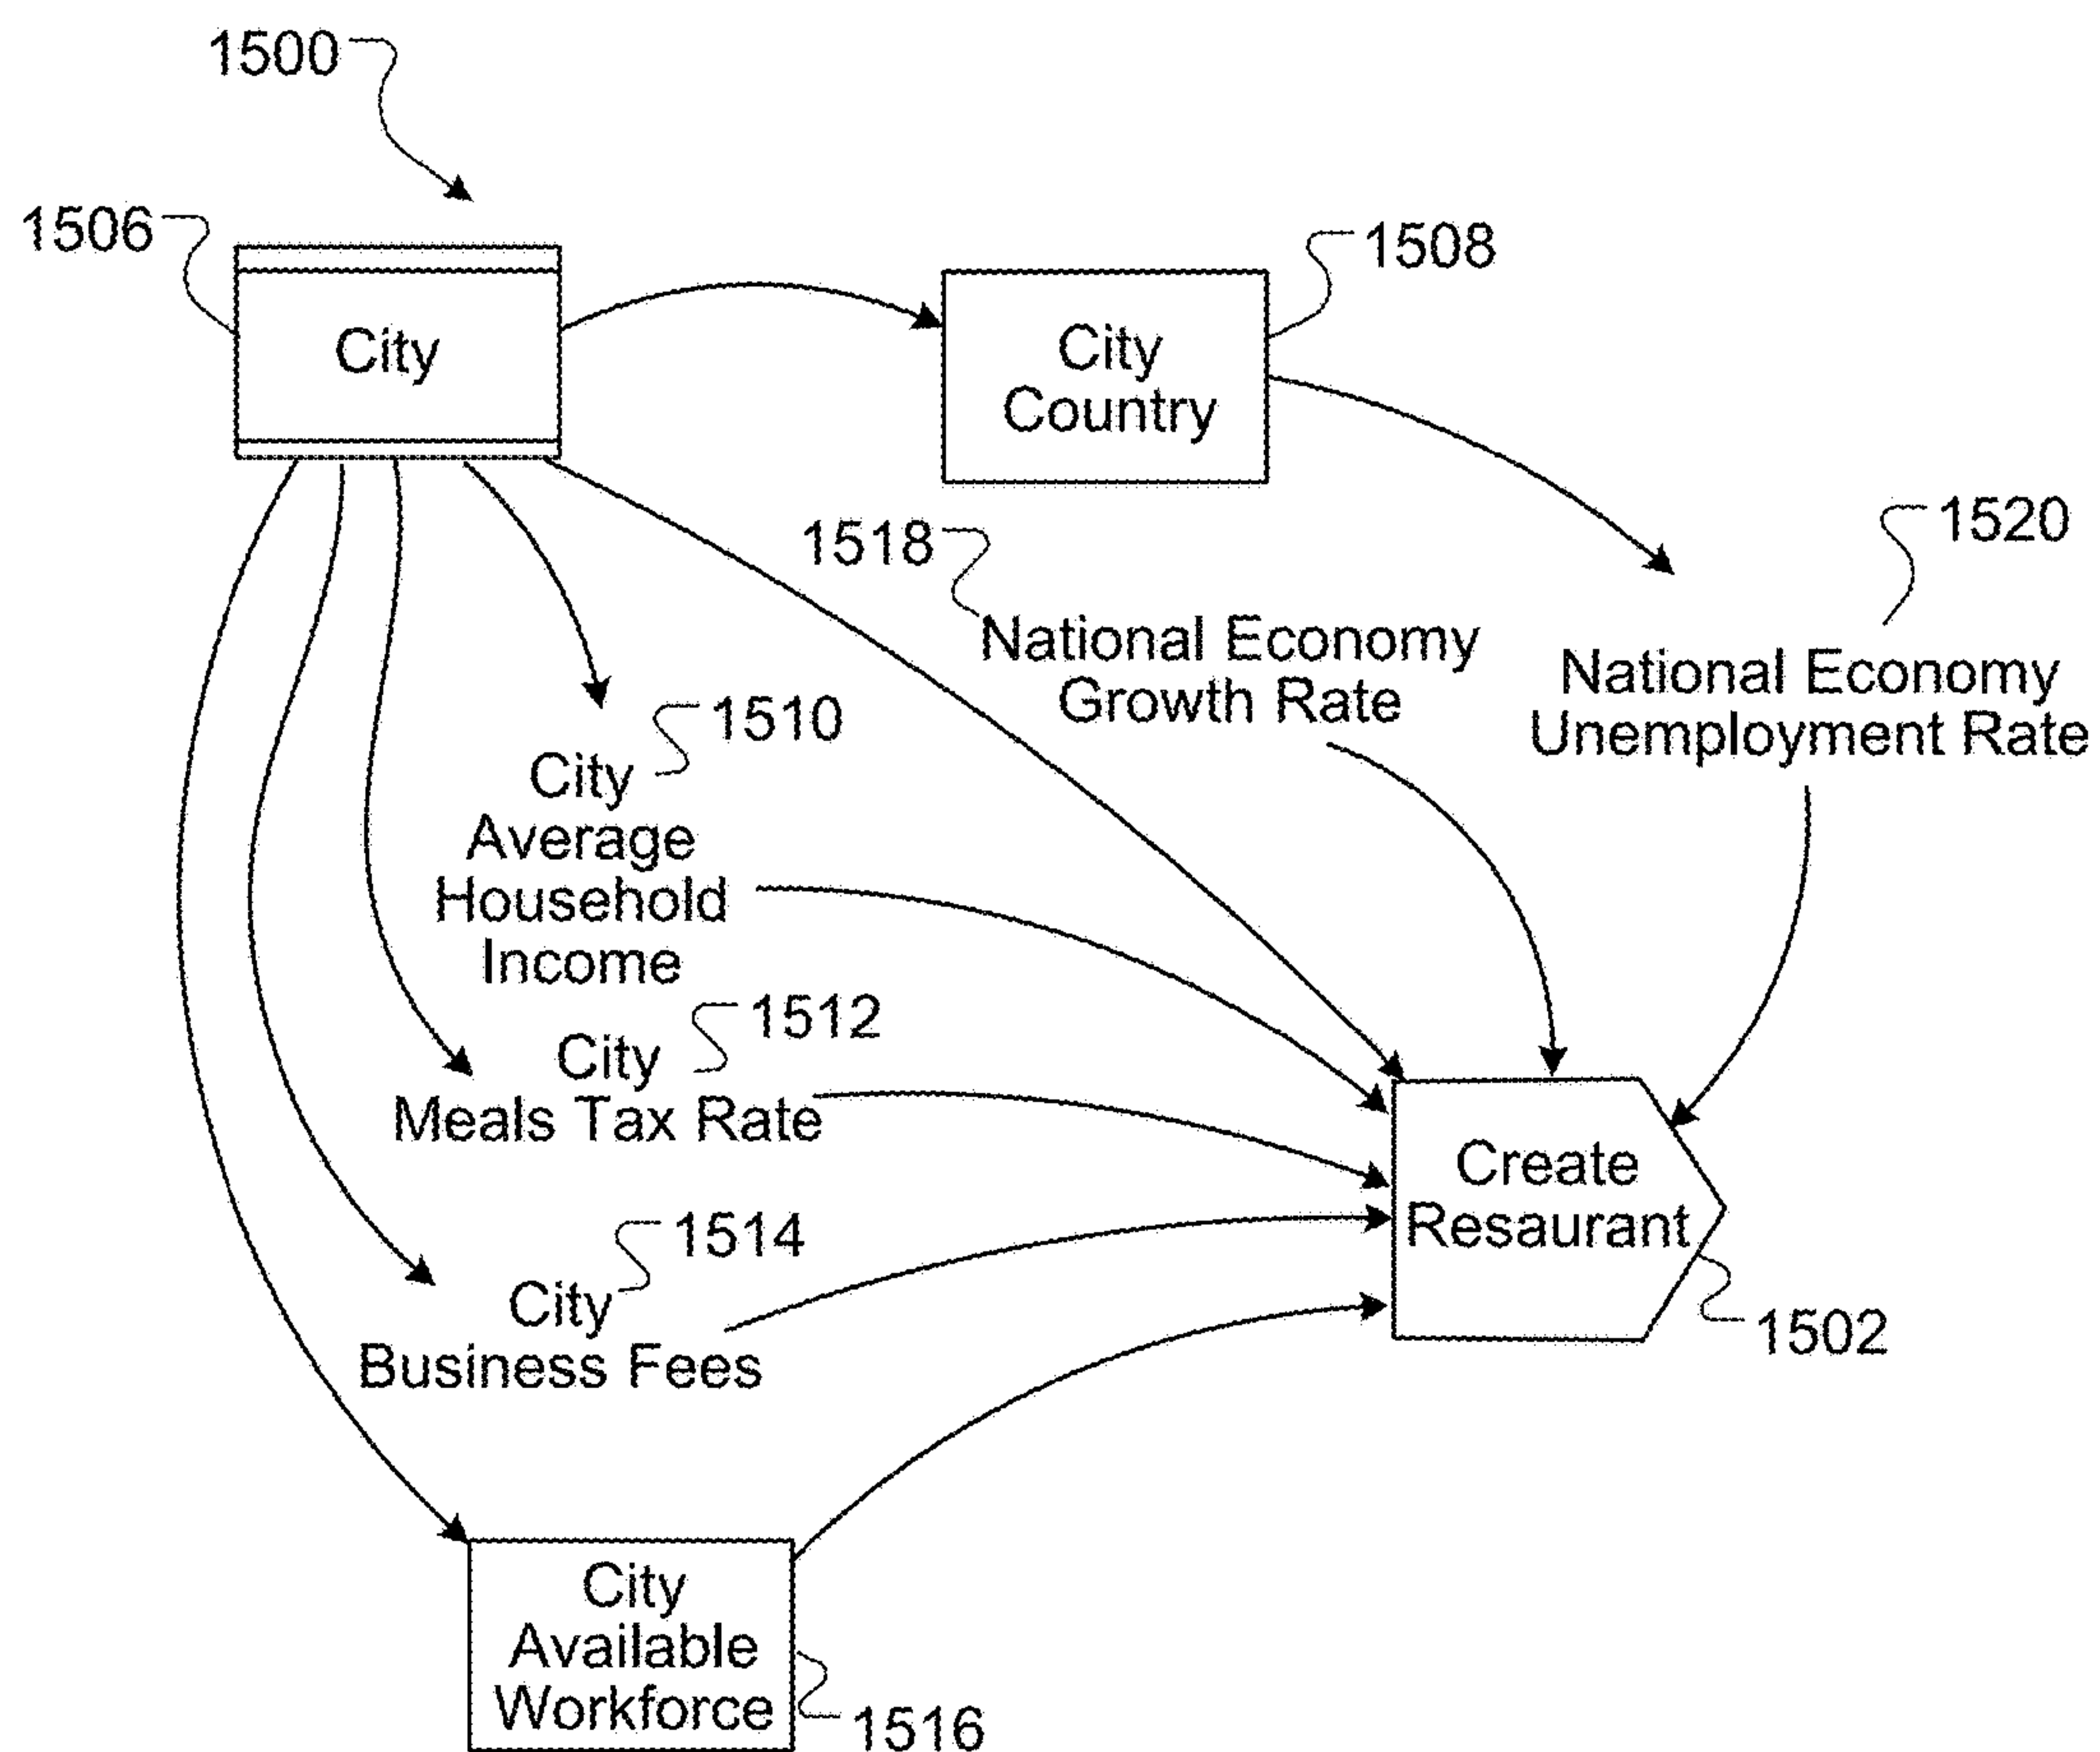 1500
1506
City
1508
City
Country
1518
National Economy
Growth Rate
1520
National Economy
Unemployment Rate
1510
City
Average
Household
Income
1512
City
Meals Tax Rate
1514
City
Business Fees
Create
Resaurant
1502
City
Available
Workforce
1516